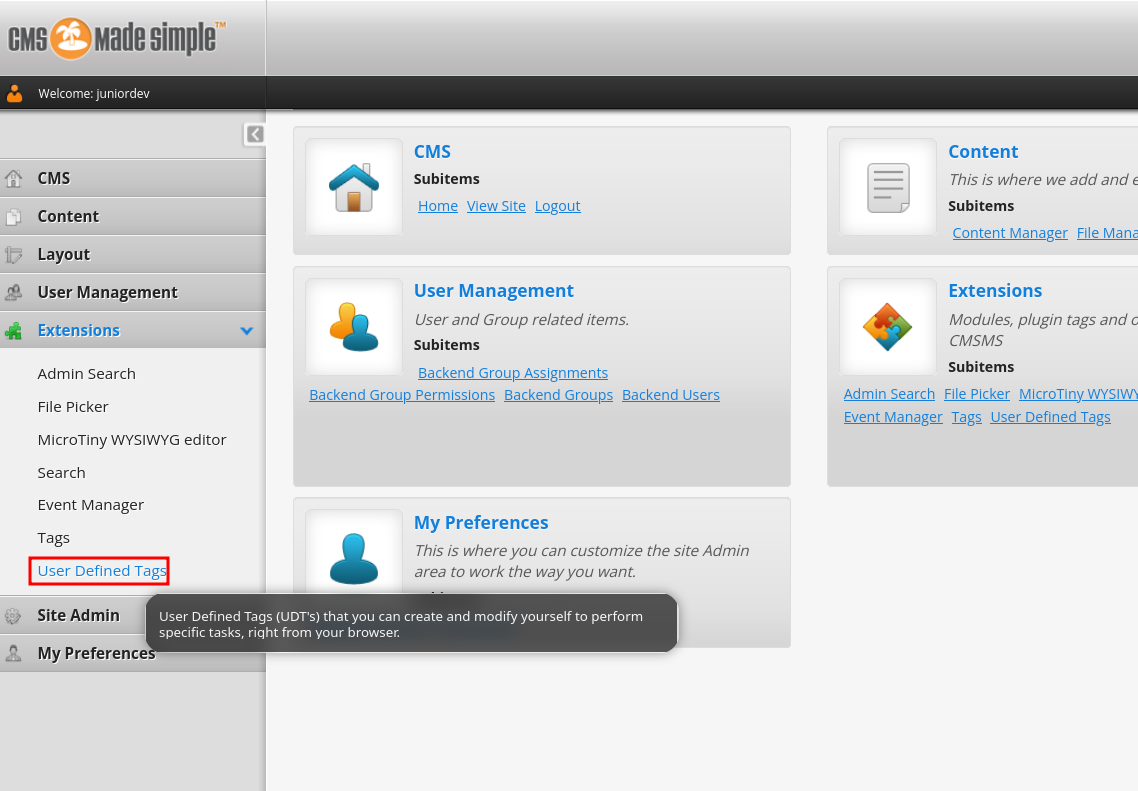 CMS Made Simple™
Welcome: juniordev
CMS
Content
Layout
User Management
Extensions
Admin Search
File Picker
MicroTiny WYSIWYG editor
Search
Event Manager
Tags
User Defined Tags
Site Admin
My Preferences
CMS
Subitems
Home View Site Logout
Content
This is where we add and e
Subitems
Content Manager File Mana
User Management
User and Group related items.
Subitems
Backend Group Assignments
Backend Group Permissions Backend Groups Backend Users
Extensions
Modules, plugin tags and o
CMSMS
Subitems
Admin Search File Picker MicroTiny WYSIWY
Event Manager Tags User Defined Tags
My Preferences
This is where you can customize the site Admin
area to work the way you want.
User Defined Tags (UDT's) that you can create and modify yourself to perform
specific tasks, right from your browser.